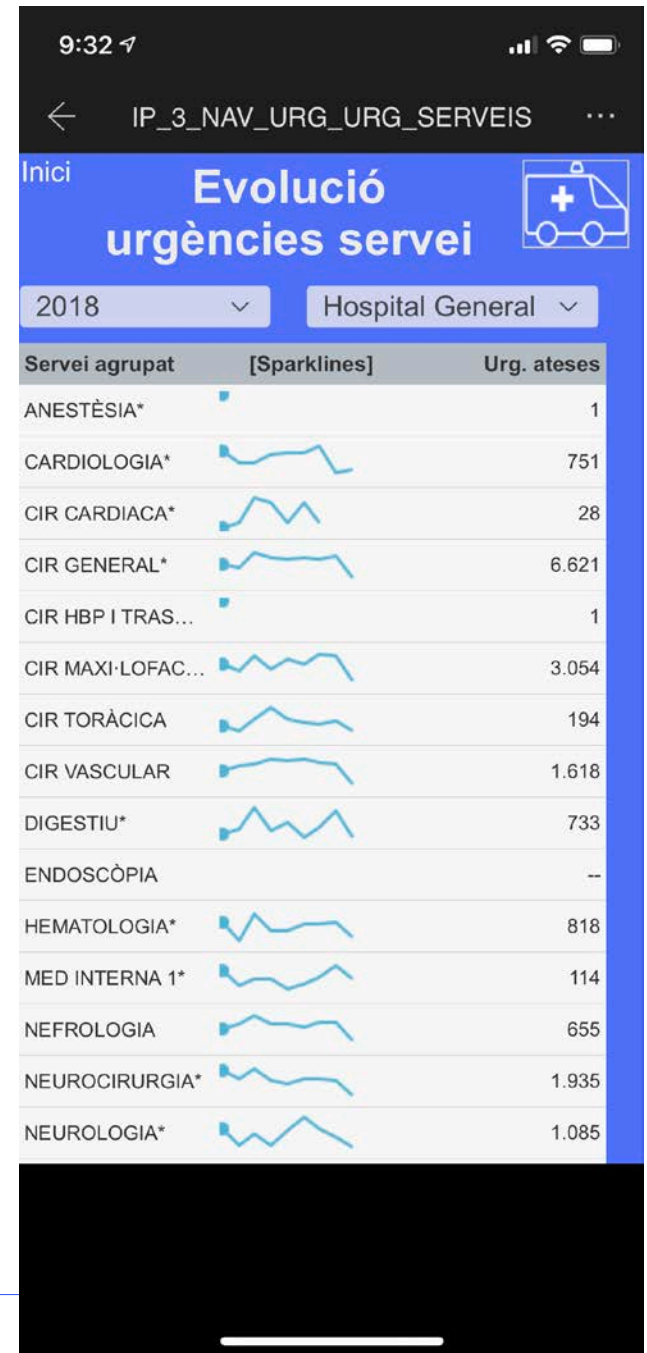 9:32
IP_3_NAV_URG_URG_SERVEIS ...
Inici
Evolució
urgències servei
2018
Hospital General
Servei agrupat [Sparklines] Urg. ateses
ANESTÈSIA* 1
CARDIOLOGIA* 751
CIR CARDIACA* 28
CIR GENERAL* 6.621
CIR HBP I TRAS... 1
CIR MAXI·LOFAC... 3.054
CIR TORÀCICA 194
CIR VASCULAR 1.618
DIGESTIU* 733
ENDOSCÒPIA --
HEMATOLOGIA* 818
MED INTERNA 1* 114
NEFROLOGIA 655
NEUROCIRURGIA* 1.935
NEUROLOGIA* 1.085